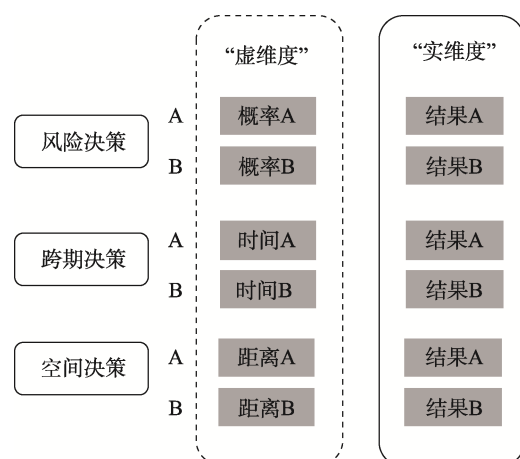 “虚维度” “实维度”
A 概率A 结果A
风险决策
B 概率B 结果B
A 时间A 结果A
跨期决策
B 时间B 结果B
A 距离A 结果A
空间决策
B 距离B 结果B